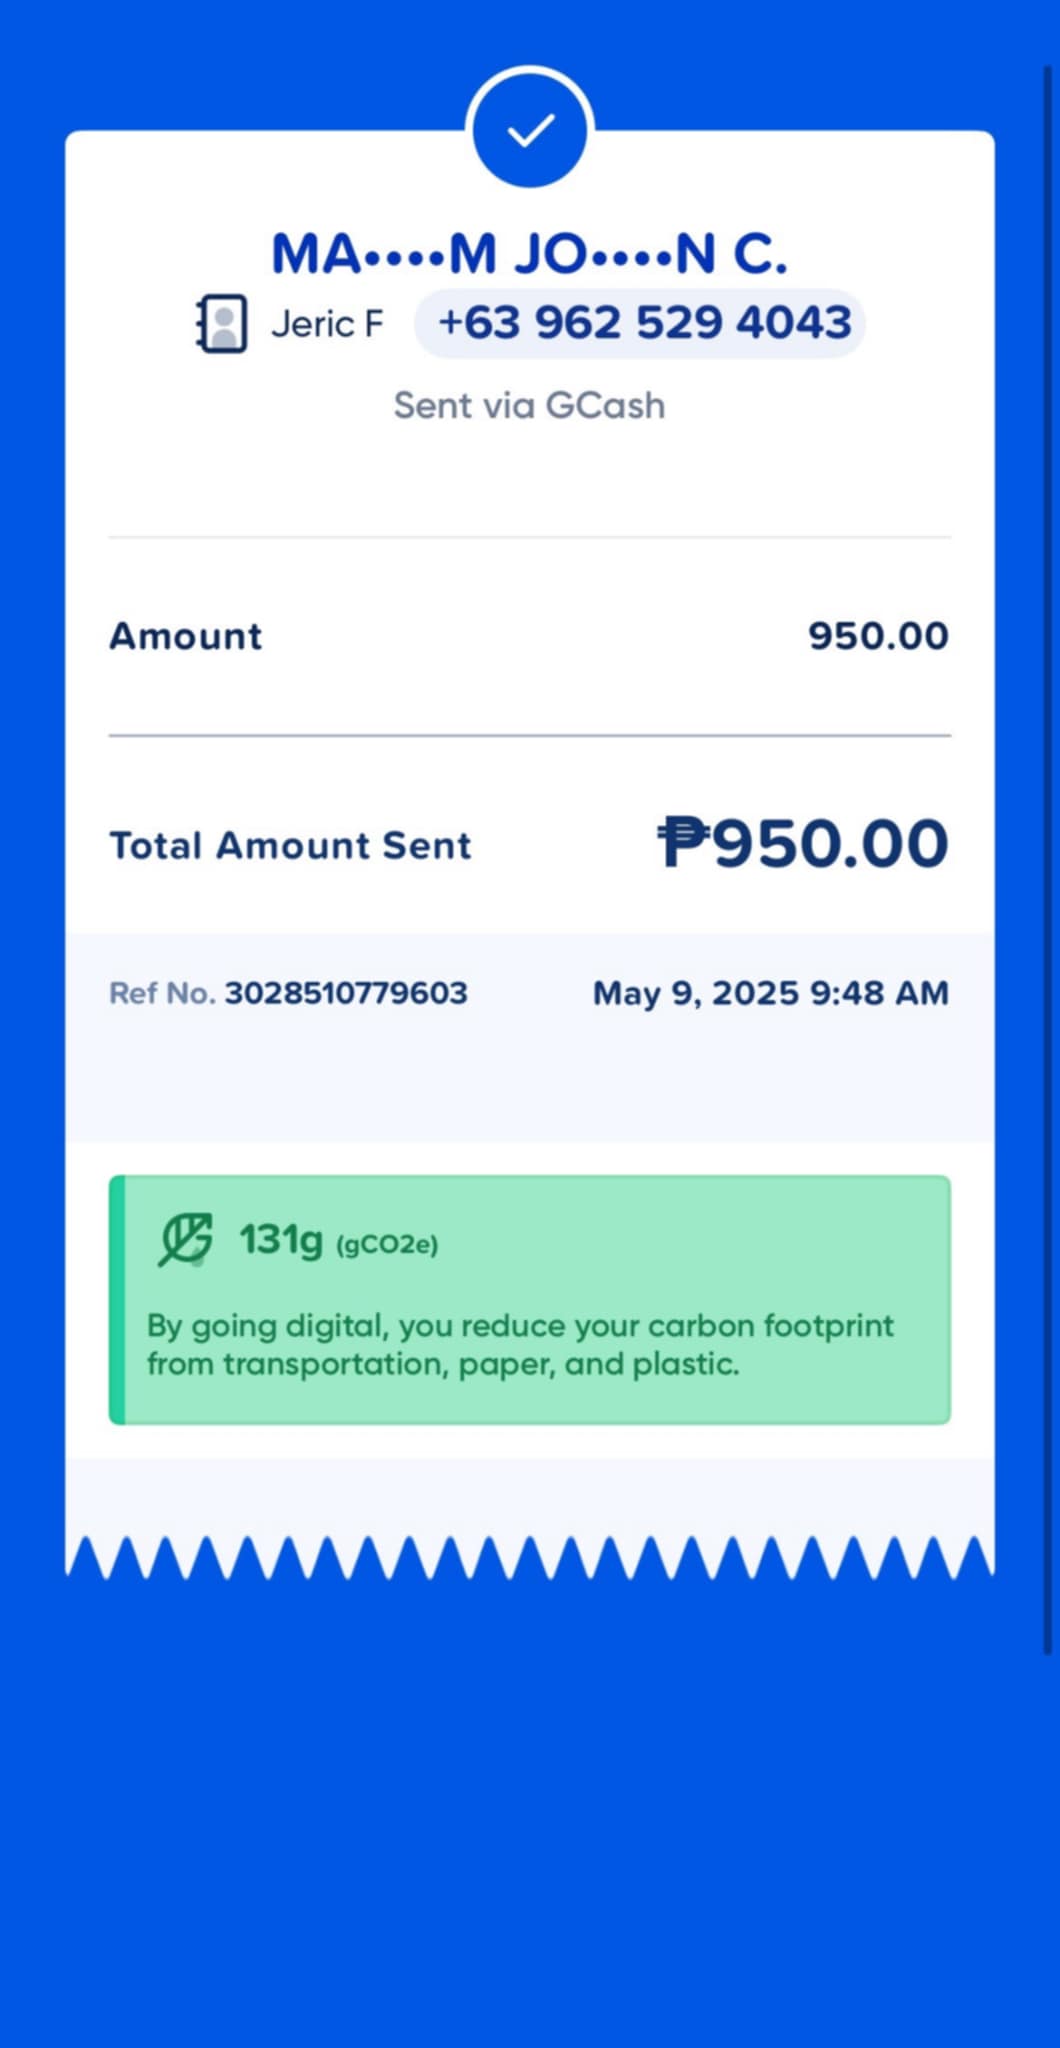 MA••••M JO••••N C.
Jeric F +63 962 529 4043
Sent via GCash
Amount 950.00
Total Amount Sent ₱950.00
Ref No. 3028510779603 May 9, 2025 9:48 AM
131g (gCO2e)
By going digital, you reduce your carbon footprint
from transportation, paper, and plastic.